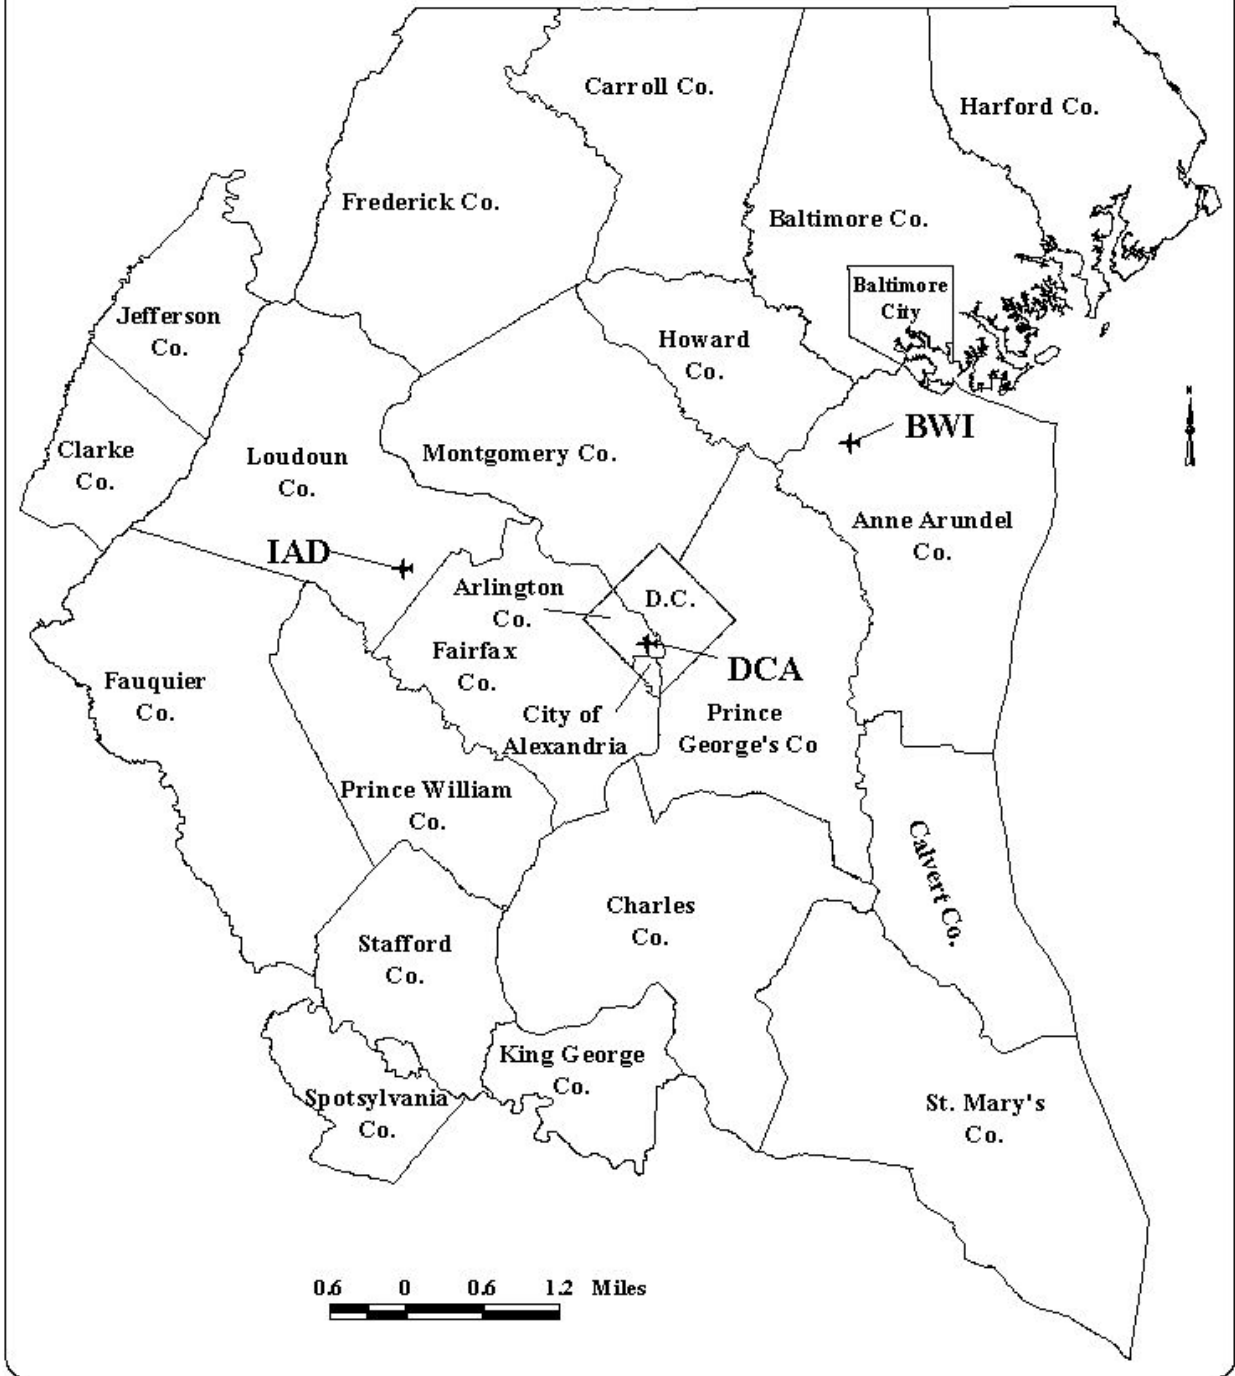 Carroll Co.
Harford Co.
Frederick Co.
Baltimore Co.
Baltimore
City
Jefferson
Co.
Howard
Co.
N
BWI
Clarke
Co.
Loudoun
Co.
Montgomery Co.
Anne Arundel
Co.
IAD
Arlington
Co.
D.C.
Fairfax
Co.
DCA
Fauquier
Co.
City of
Alexandria
Prince
George's Co
Prince William
Co.
Calvert Co.
Charles
Co.
Stafford
Co.
King George
Co.
Spotsylvania
Co.
St. Mary's
Co.
0.6 0 0.6 1.2 Miles